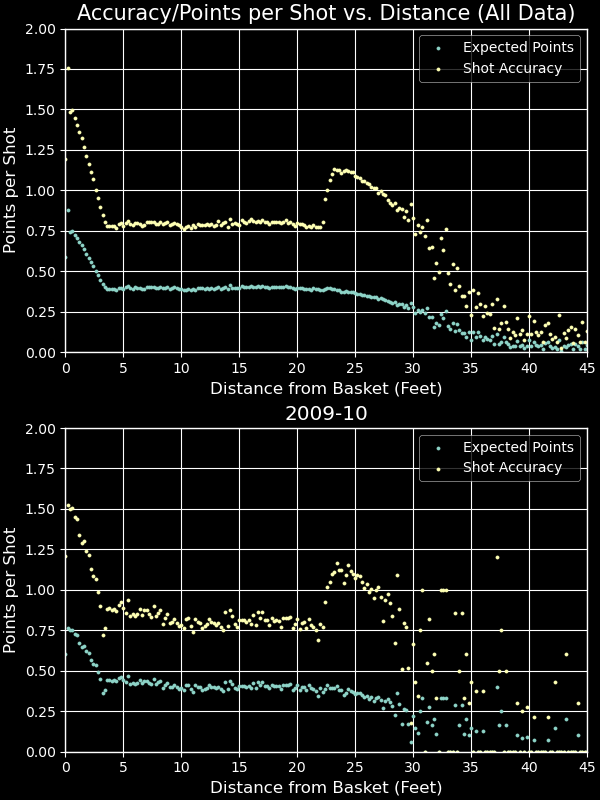 Accuracy/Points per Shot vs. Distance (All Data)
2.00
1.75
1.50
1.25
1.00
0.75
0.50
0.25
0.00
Points per Shot
Expected Points
Shot Accuracy
0 5 10 15 20 25 30 35 40 45
Distance from Basket (Feet)
2009-10
2.00
1.75
1.50
1.25
1.00
0.75
0.50
0.25
0.00
Points per Shot
Expected Points
Shot Accuracy
0 5 10 15 20 25 30 35 40 45
Distance from Basket (Feet)